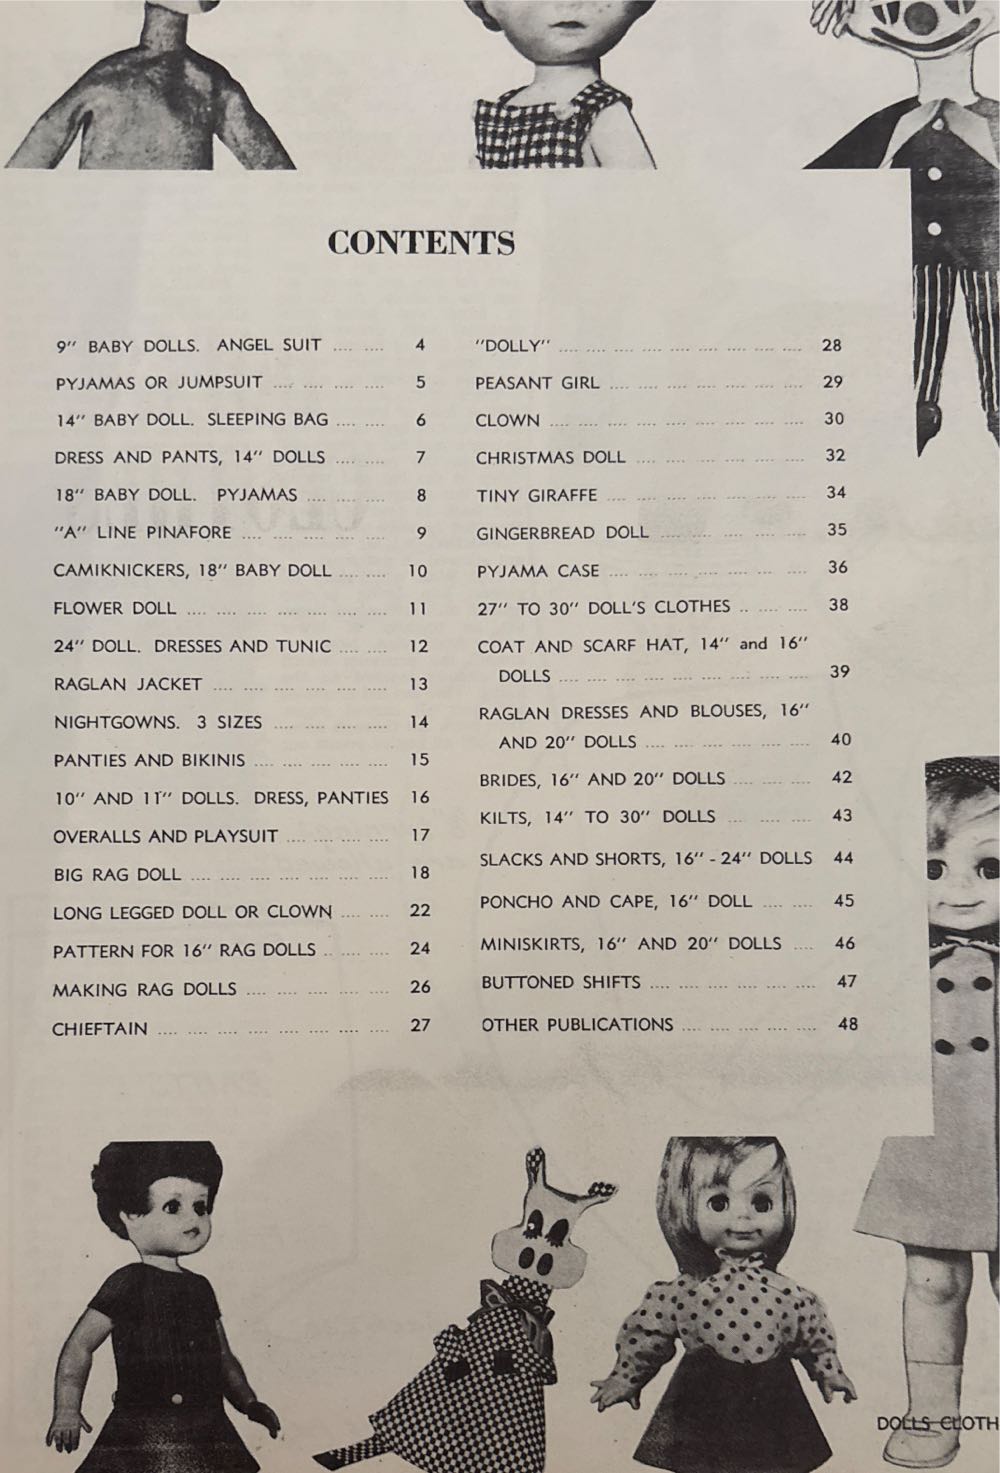 CONTENTS
9" BABY DOLLS. ANGEL SUIT .... .... 4
PYJAMAS OR JUMPSUIT .... .... .... .... 5
14" BABY DOLL. SLEEPING BAG .... .... 6
DRESS AND PANTS, 14" DOLLS .... .... 7
18" BABY DOLL. PYJAMAS .... .... .... 8
"A" LINE PINAFORE .... .... .... .... .... 9
CAMIKNICKERS, 18" BABY DOLL .... .... 10
FLOWER DOLL .... .... .... .... .... .... .... 11
24" DOLL. DRESSES AND TUNIC .... .... 12
RAGLAN JACKET .... .... .... .... .... .... 13
NIGHTGOWNS. 3 SIZES .... .... .... .... 14
PANTIES AND BIKINIS .... .... .... .... .... 15
10" AND 11" DOLLS. DRESS, PANTIES 16
OVERALLS AND PLAYSUIT .... .... .... .... 17
BIG RAG DOLL .... .... .... .... .... .... .... 18
LONG LEGGED DOLL OR CLOWN .... .... 22
PATTERN FOR 16" RAG DOLLS .. .... .... 24
MAKING RAG DOLLS .... .... .... .... .... 26
CHIEFTAIN .... .... .... .... .... .... .... .... 27
"DOLLY" .... .... .... .... .... .... .... .... 28
PEASANT GIRL .... .... .... .... .... .... .... 29
CLOWN .... .... .... .... .... .... .... .... .... 30
CHRISTMAS DOLL .... .... .... .... .... .... 32
TINY GIRAFFE .... .... .... .... .... .... .... 34
GINGERBREAD DOLL .... .... .... .... .... 35
PYJAMA CASE .... .... .... .... .... .... .... 36
27" TO 30" DOLL'S CLOTHES .. .... .... 38
COAT AND SCARF HAT, 14" and 16"
DOLLS .... .... .... .... .... .... .... .... .... 39
RAGLAN DRESSES AND BLOUSES, 16"
AND 20" DOLLS .... .... .... .... .... .... 40
BRIDES, 16" AND 20" DOLLS .... .... .... 42
KILTS, 14" TO 30" DOLLS .... .... .... 43
SLACKS AND SHORTS, 16" - 24" DOLLS 44
PONCHO AND CAPE, 16" DOLL .... .... 45
MINISKIRTS, 16" AND 20" DOLLS .... 46
BUTTONED SHIFTS .... .... .... .... .... .... 47
OTHER PUBLICATIONS .... .... .... .... .... 48
DOLLS CLOTH